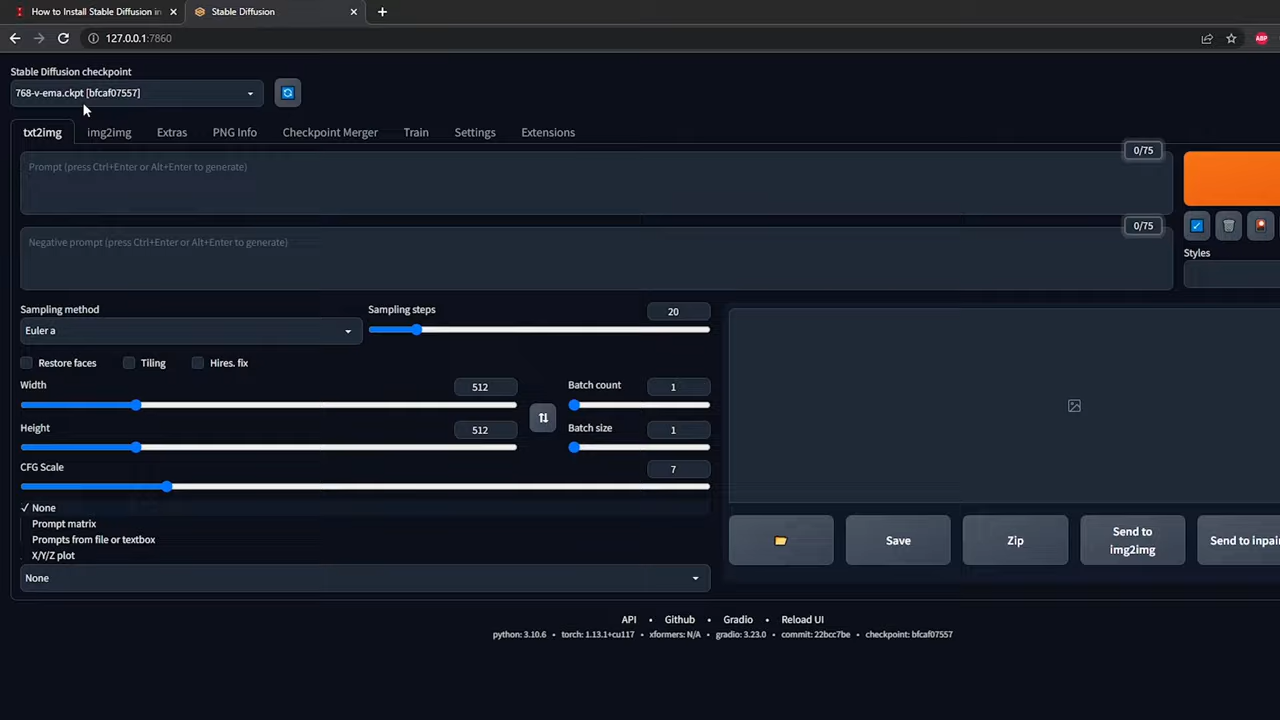 How to Install Stable Diffusion in
Stable Diffusion
127.0.0.1:7860
ABP
Stable Diffusion checkpoint
768-v-ema.ckpt [bfcaf07557]
txt2img
img2img
Extras
PNG Info
Checkpoint Merger
Train
Settings
Extensions
0/75
Prompt (press Ctrl+Enter or Alt+Enter to generate)
0/75
Negative prompt (press Ctrl+Enter or Alt+Enter to generate)
Styles
Sampling method
Sampling steps
20
Euler a
Restore faces
Tiling
Hires. fix
Width
512
Batch count
1
Height
512
Batch size
1
CFG Scale
7
None
Prompt matrix
Prompts from file or textbox
X/Y/Z plot
None
Save
Zip
Send to
img2img
Send to inpai
API • Github • Gradio • Reload UI
python: 3.10.6 • torch: 1.13.1+cu117 • xformers: N/A • gradio: 3.23.0 • commit: 22bcc7be • checkpoint: bfcaf07557